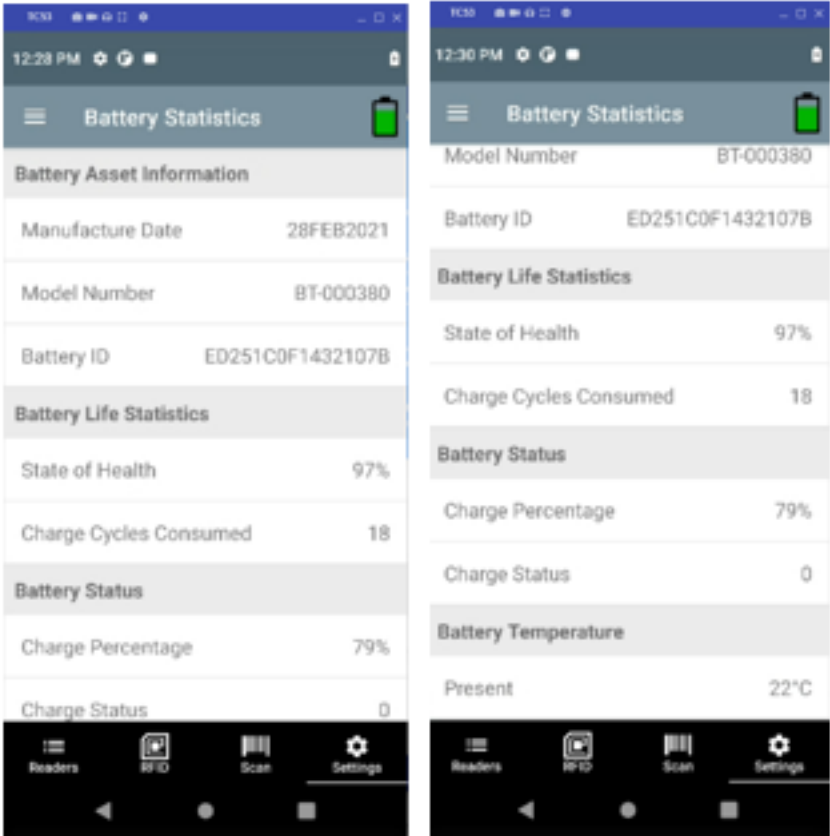 TC53
12:28 PM
Battery Statistics
Battery Asset Information
Manufacture Date 28FEB2021
Model Number BT-000380
Battery ID ED251C0F1432107B
Battery Life Statistics
State of Health 97%
Charge Cycles Consumed 18
Battery Status
Charge Percentage 79%
Charge Status 0
Readers RFID Scan Settings
TC53
12:30 PM
Battery Statistics
Model Number BT-000380
Battery ID ED251C0F1432107B
Battery Life Statistics
State of Health 97%
Charge Cycles Consumed 18
Battery Status
Charge Percentage 79%
Charge Status 0
Battery Temperature
Present 22°C
Readers RFID Scan Settings